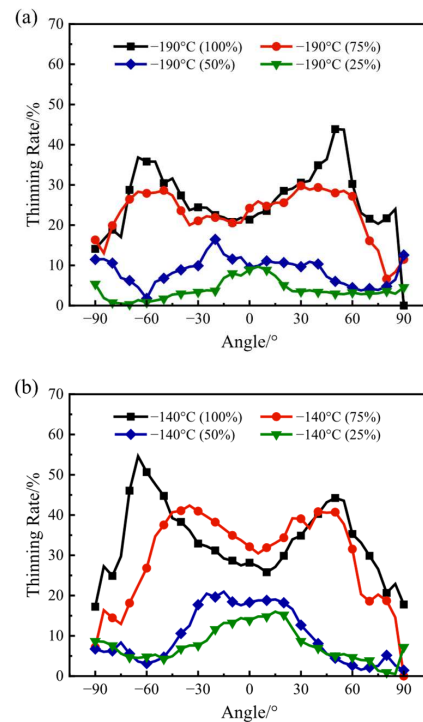 (a)
70
60
50
40
30
20
10
0
Thinning Rate/%
−190°C (100%) −190°C (75%)
−190°C (50%) −190°C (25%)
−90 −60 −30 0 30 60 90
Angle/°
(b)
70
60
50
40
30
20
10
0
Thinning Rate/%
−140°C (100%) −140°C (75%)
−140°C (50%) −140°C (25%)
−90 −60 −30 0 30 60 90
Angle/°